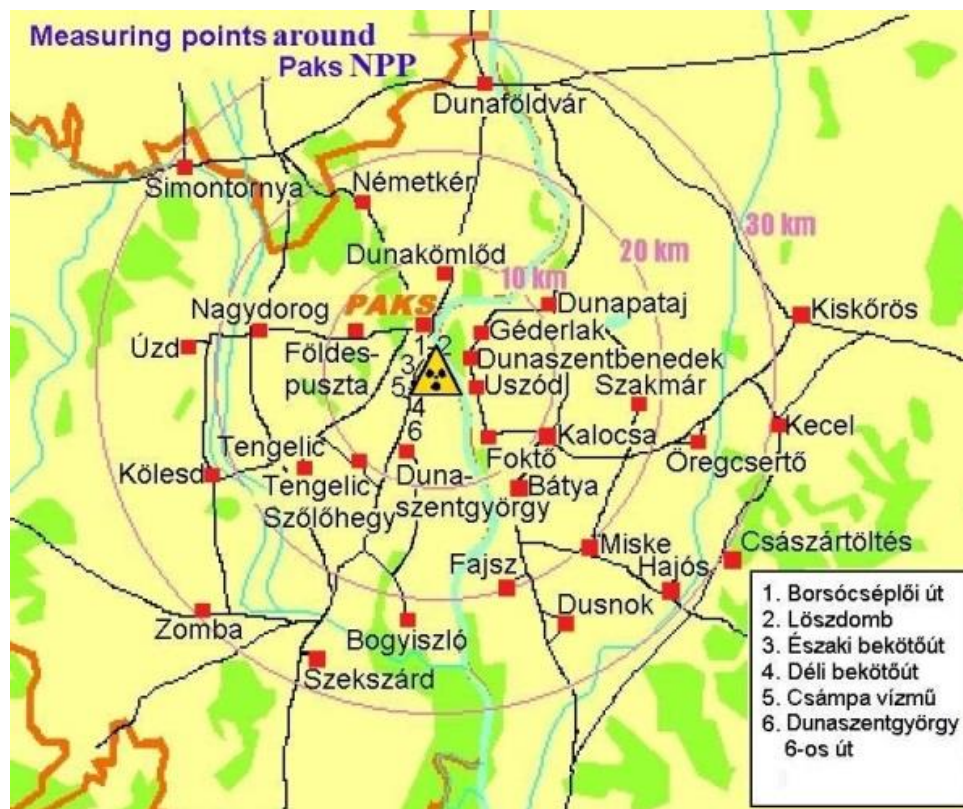 Measuring points around
Paks NPP
Dunaföldvár
Simontornya
Németkér
30 km
20 km
Dunakömlőd
10 km
PAKS
Dunapataj
Kiskőrös
Nagydorog
Géderlak
Úzd
Földes-
puszta
1
2
3
Dunaszentbenedek
5
Uszód
Szakmár
4
6
Kalocsa
Kecel
Foktő
Öregcsertő
Tengelic
Kölesd
Tengelic
Szőlőhegy
Duna-
szentgyörgy
Bátya
Miske
Császártöltés
Fajsz
Hajós
Dusnok
Zomba
Bogyiszló
Szekszárd
1. Borsócséplői út
2. Löszdomb
3. Északi bekötőút
4. Déli bekötőút
5. Csámpa vízmű
6. Dunaszentgyörgy
6-os út